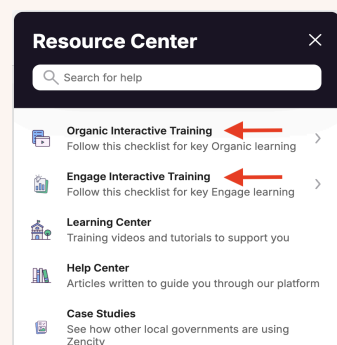 Resource Center
Search for help
Organic Interactive Training
Follow this checklist for key Organic learning
Engage Interactive Training
Follow this checklist for key Engage learning
Learning Center
Training videos and tutorials to support you
Help Center
Articles written to guide you through our platform
Case Studies
See how other local governments are using
Zencity